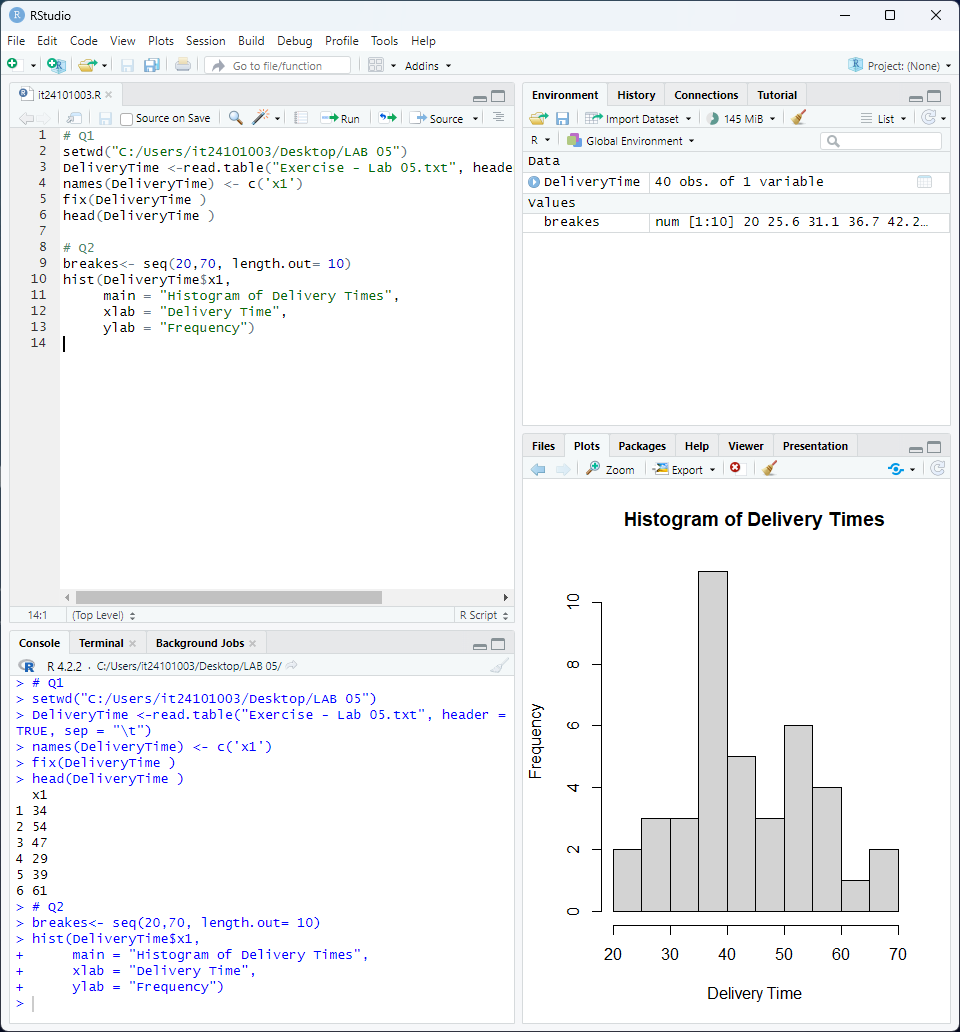 RStudio
File Edit Code View Plots Session Build Debug Profile Tools Help
Go to file/function Addins Project: (None)
it24101003.R
Source on Save Run Source
1 # Q1
2 setwd("C:/Users/it24101003/Desktop/LAB 05")
3 DeliveryTime <-read.table("Exercise - Lab 05.txt", heade
4 names(DeliveryTime) <- c('x1')
5 fix(DeliveryTime )
6 head(DeliveryTime )
7
8 # Q2
9 breakes<- seq(20,70, length.out= 10)
10 hist(DeliveryTime$x1,
11 main = "Histogram of Delivery Times",
12 xlab = "Delivery Time",
13 ylab = "Frequency")
14
14:1 (Top Level) R Script
Console Terminal Background Jobs
R R 4.2.2 · C:/Users/it24101003/Desktop/LAB 05/
> # Q1
> setwd("C:/Users/it24101003/Desktop/LAB 05")
> DeliveryTime <-read.table("Exercise - Lab 05.txt", header =
TRUE, sep = "\t")
> names(DeliveryTime) <- c('x1')
> fix(DeliveryTime )
> head(DeliveryTime )
x1
1 34
2 54
3 47
4 29
5 39
6 61
> # Q2
> breakes<- seq(20,70, length.out= 10)
> hist(DeliveryTime$x1,
+ main = "Histogram of Delivery Times",
+ xlab = "Delivery Time",
+ ylab = "Frequency")
>
Environment History Connections Tutorial
Import Dataset 145 MiB List
R Global Environment
Data
DeliveryTime 40 obs. of 1 variable
Values
breakes num [1:10] 20 25.6 31.1 36.7 42.2…
Files Plots Packages Help Viewer Presentation
Zoom Export
Histogram of Delivery Times
Frequency
10
8
6
4
2
0
20 30 40 50 60 70
Delivery Time